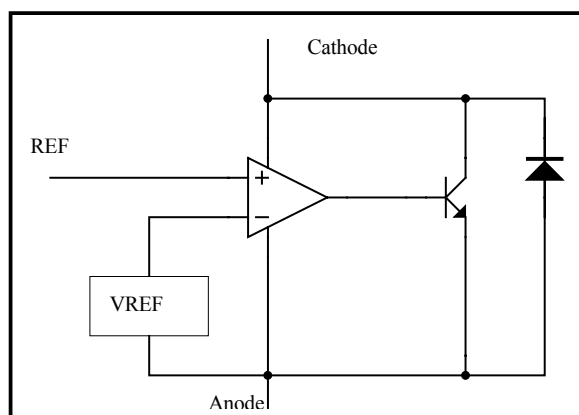 Cathode
REF
+
−
VREF
Anode